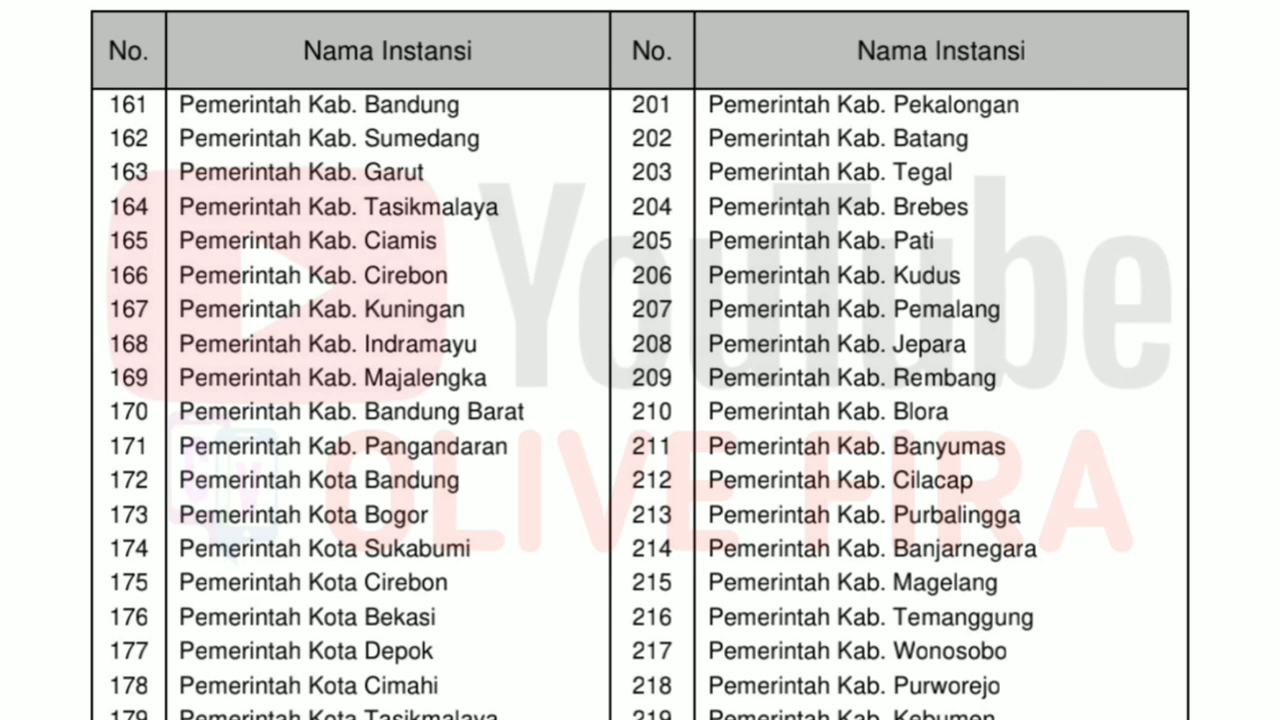 No. Nama Instansi No. Nama Instansi
161 Pemerintah Kab. Bandung 201 Pemerintah Kab. Pekalongan
162 Pemerintah Kab. Sumedang 202 Pemerintah Kab. Batang
163 Pemerintah Kab. Garut 203 Pemerintah Kab. Tegal
164 Pemerintah Kab. Tasikmalaya 204 Pemerintah Kab. Brebes
165 Pemerintah Kab. Ciamis 205 Pemerintah Kab. Pati
166 Pemerintah Kab. Cirebon 206 Pemerintah Kab. Kudus
167 Pemerintah Kab. Kuningan 207 Pemerintah Kab. Pemalang
168 Pemerintah Kab. Indramayu 208 Pemerintah Kab. Jepara
169 Pemerintah Kab. Majalengka 209 Pemerintah Kab. Rembang
170 Pemerintah Kab. Bandung Barat 210 Pemerintah Kab. Blora
171 Pemerintah Kab. Pangandaran 211 Pemerintah Kab. Banyumas
172 Pemerintah Kota Bandung 212 Pemerintah Kab. Cilacap
173 Pemerintah Kota Bogor 213 Pemerintah Kab. Purbalingga
174 Pemerintah Kota Sukabumi 214 Pemerintah Kab. Banjarnegara
175 Pemerintah Kota Cirebon 215 Pemerintah Kab. Magelang
176 Pemerintah Kota Bekasi 216 Pemerintah Kab. Temanggung
177 Pemerintah Kota Depok 217 Pemerintah Kab. Wonosobo
178 Pemerintah Kota Cimahi 218 Pemerintah Kab. Purworejo
179 Pemerintah Kota Tasikmalaya 219 Pemerintah Kab. Kebumen
YouTube
OLIVE FIRA